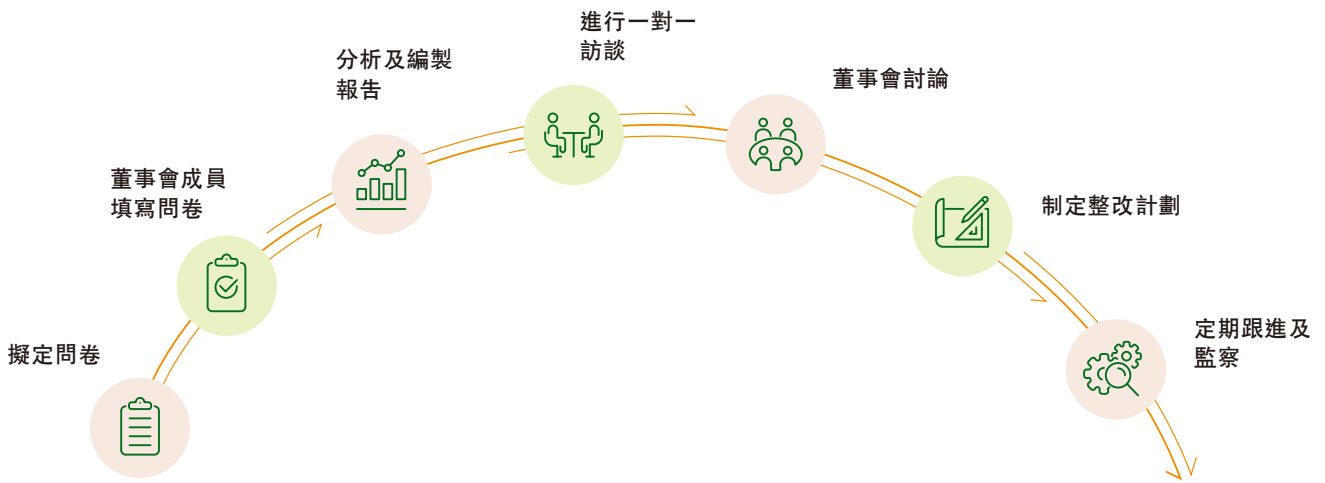 擬定問卷
董事會成員
填寫問卷
分析及編製
報告
進行一對一
訪談
董事會討論
制定整改計劃
定期跟進及
監察